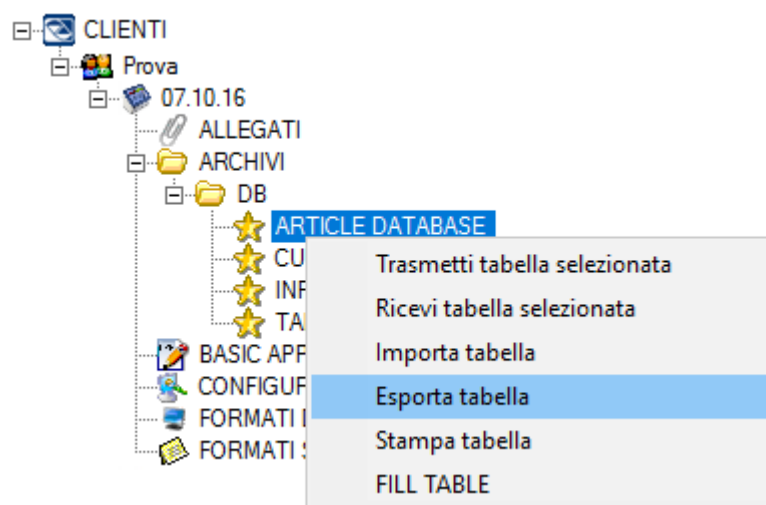 CLIENTI
Prova
07.10.16
ALLEGATI
ARCHIVI
DB
ARTICLE DATABASE
Trasmetti tabella selezionata
Ricevi tabella selezionata
Importa tabella
BASIC
Esporta tabella
Stampa tabella
FORMATI
FORMATI
FILL TABLE